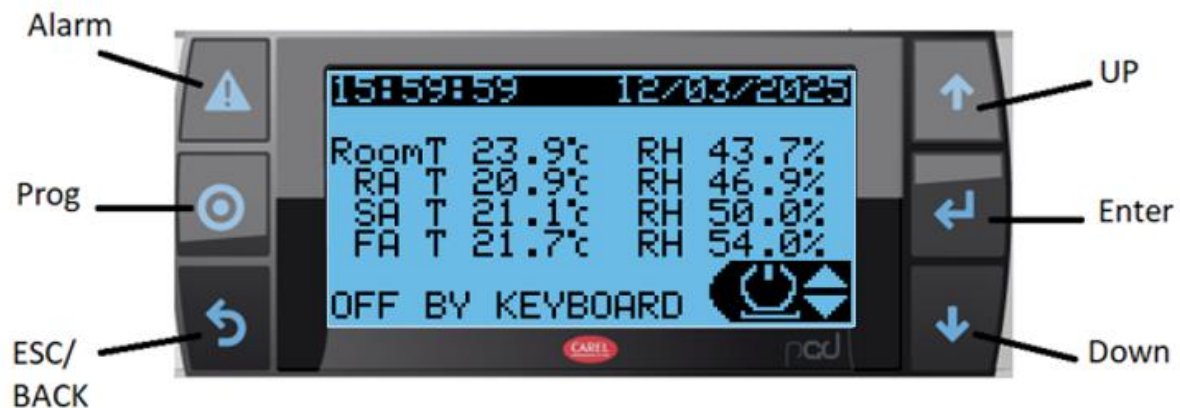 Alarm
UP
15:59:59 12/03/2025
RoomT 23.9°c RH 43.7%
RA T 20.9°c RH 46.9%
SA T 21.1°c RH 50.0%
FA T 21.7°c RH 54.0%
Prog
Enter
OFF BY KEYBOARD
CAREL
pGD
ESC/
BACK
Down